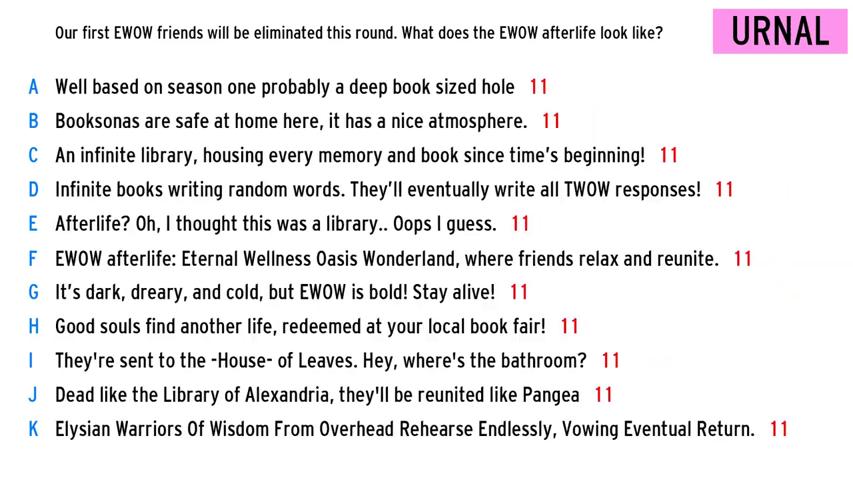 Our first EWOW friends will be eliminated this round. What does the EWOW afterlife look like?
URNAL
A Well based on season one probably a deep book sized hole 11
B Booksonas are safe at home here, it has a nice atmosphere. 11
C An infinite library, housing every memory and book since time's beginning! 11
D Infinite books writing random words. They'll eventually write all TWOW responses! 11
E Afterlife? Oh, I thought this was a library.. Oops I guess. 11
F EWOW afterlife: Eternal Wellness Oasis Wonderland, where friends relax and reunite. 11
G It's dark, dreary, and cold, but EWOW is bold! Stay alive! 11
H Good souls find another life, redeemed at your local book fair! 11
I They're sent to the -House- of Leaves. Hey, where's the bathroom? 11
J Dead like the Library of Alexandria, they'll be reunited like Pangea 11
K Elysian Warriors Of Wisdom From Overhead Rehearse Endlessly, Vowing Eventual Return. 11